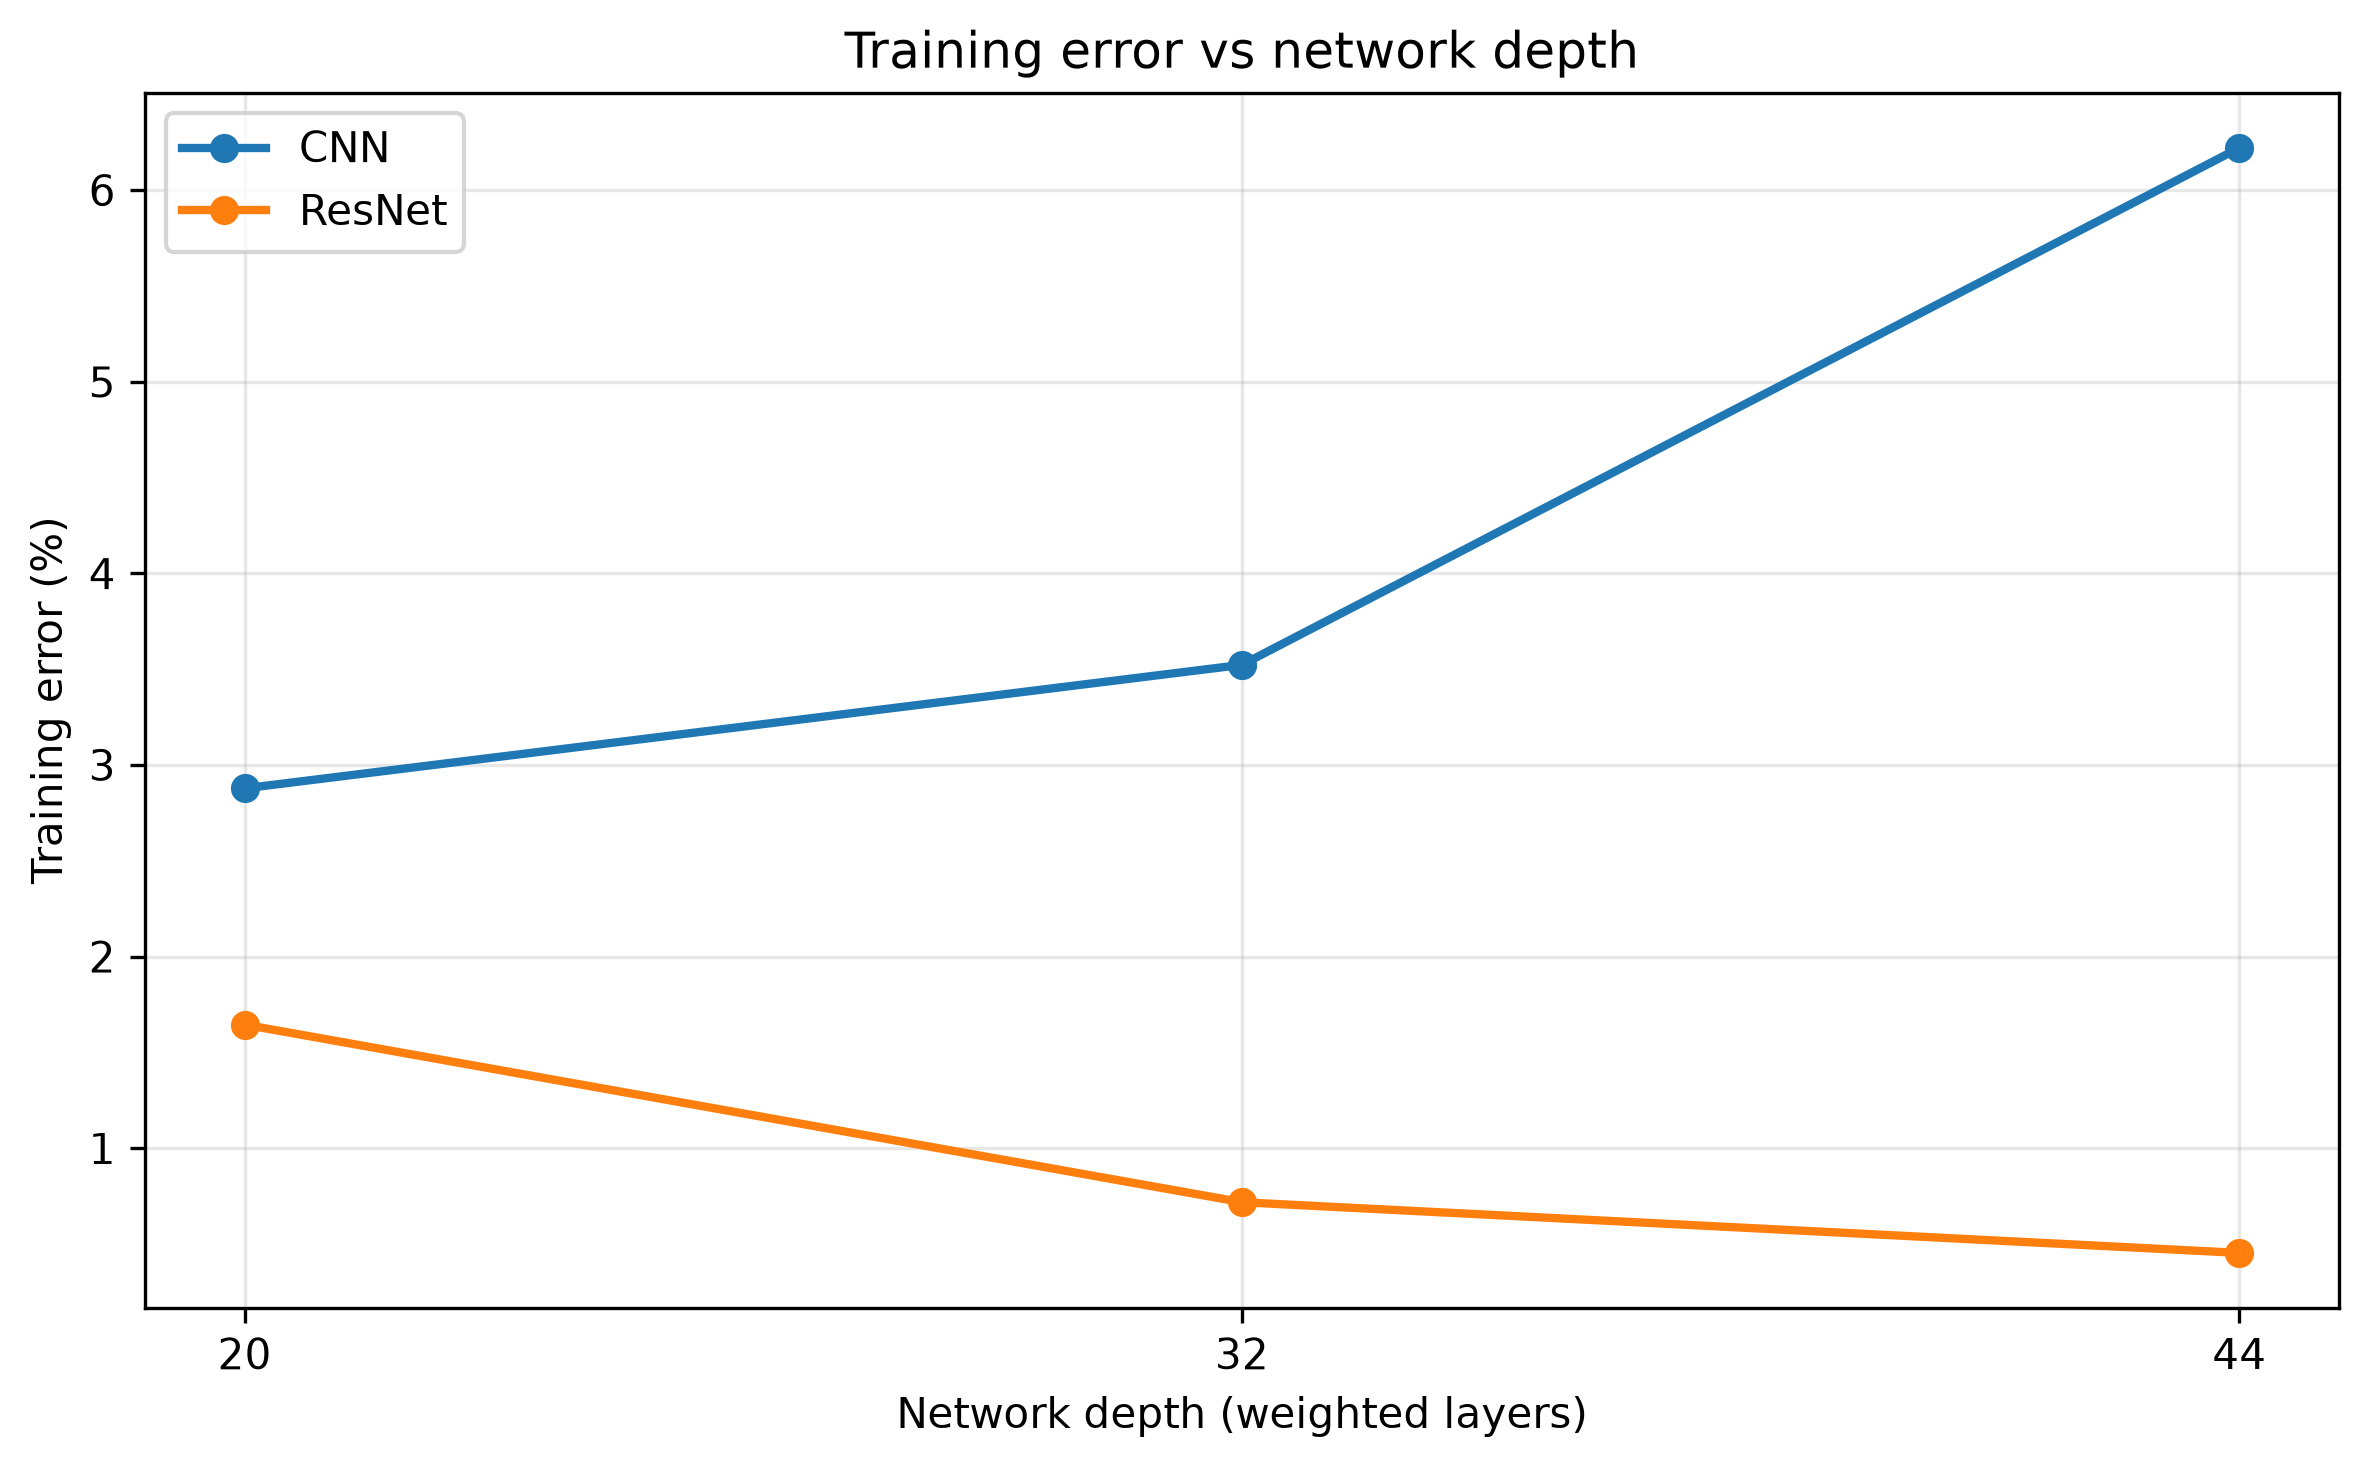 Training error vs network depth
CNN
ResNet
Training error (%)
6
5
4
3
2
1
20 32 44
Network depth (weighted layers)